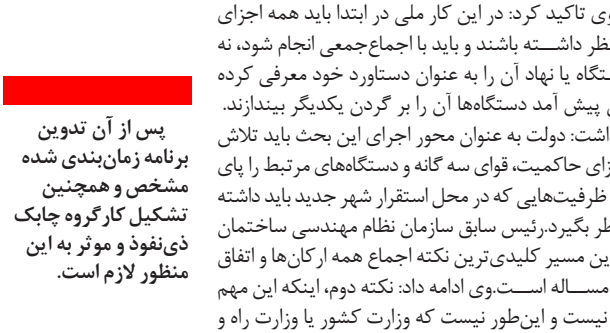 وی تاکید کرد: در این کار ملی در ابتدا باید همه اجزای
نظر داشته باشند و باید با اجماع‌جمعی انجام شود، نه
ستگاه یا نهاد آن را به عنوان دستاورد خود معرفی کرده
پیش آمد دستگاه‌ها آن را بر گردن یکدیگر بیندازند.
اشت: دولت به عنوان محور اجرای این بحث باید تلاش
زای حاکمیت، قوای سه گانه و دستگاه‌های مرتبط را پای
ظرفیت‌هایی که در محل استقرار شهر جدید باید داشته
ظر بگیرد.رئیس سابق سازمان نظام مهندسی ساختمان
ین مسیر کلیدی‌ترین نکته اجماع همه ارکان‌ها و اتفاق
مساله است.وی ادامه داد: نکته دوم، اینکه این مهم
نیست و این‌طور نیست که وزارت کشور یا وزارت راه و
پس از آن تدوین
برنامه زمان‌بندی شده
مشخص و همچنین
تشکیل کارگروه چابک
ذی‌نفوذ و موثر به این
منظور لازم است.